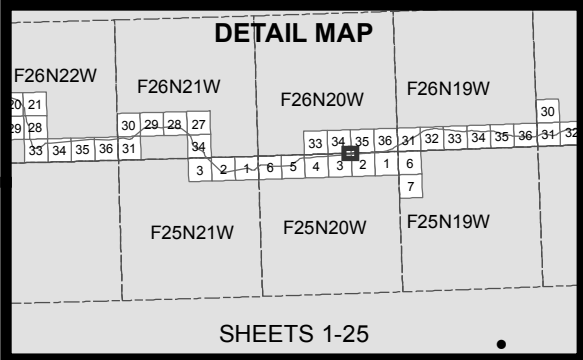 DETAIL MAP
F26N22W
F26N21W
F26N20W
F26N19W
20 21
29 28
33 34 35 36 31
30 29 28 27
34
3 2 1 6 5 4 3 2 1 6
33 34 35 36 31 32 33 34 35 36 31 32
30
7
F25N21W
F25N20W
F25N19W
SHEETS 1-25